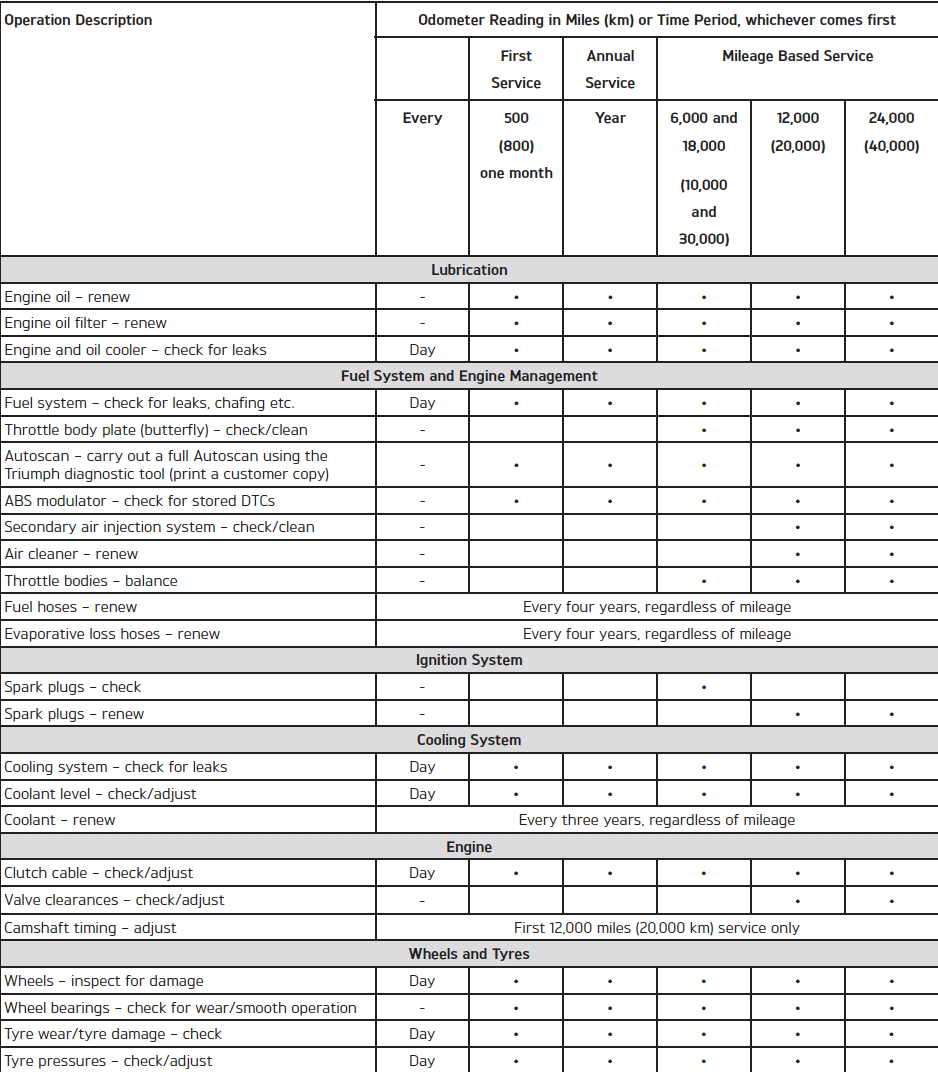 Operation Description Odometer Reading in Miles (km) or Time Period, whichever comes first
First Service Annual Service Mileage Based Service
Every 500 (800) one month Year 6,000 and 18,000 (10,000 and 30,000) 12,000 (20,000) 24,000 (40,000)
Lubrication
Engine oil – renew - • • • • •
Engine oil filter – renew - • • • • •
Engine and oil cooler – check for leaks Day • • • • •
Fuel System and Engine Management
Fuel system – check for leaks, chafing etc. Day • • • • •
Throttle body plate (butterfly) – check/clean - • • •
Autoscan – carry out a full Autoscan using the
Triumph diagnostic tool (print a customer copy) - • • • • •
ABS modulator – check for stored DTCs - • • • • •
Secondary air injection system – check/clean - • •
Air cleaner – renew - • •
Throttle bodies – balance - • • •
Fuel hoses – renew Every four years, regardless of mileage
Evaporative loss hoses – renew Every four years, regardless of mileage
Ignition System
Spark plugs – check - •
Spark plugs – renew - • •
Cooling System
Cooling system – check for leaks Day • • • • •
Coolant level – check/adjust Day • • • • •
Coolant – renew Every three years, regardless of mileage
Engine
Clutch cable – check/adjust Day • • • • •
Valve clearances – check/adjust - • •
Camshaft timing – adjust First 12,000 miles (20,000 km) service only
Wheels and Tyres
Wheels – inspect for damage Day • • • • •
Wheel bearings – check for wear/smooth operation - • • • • •
Tyre wear/tyre damage – check Day • • • • •
Tyre pressures – check/adjust Day • • • • •